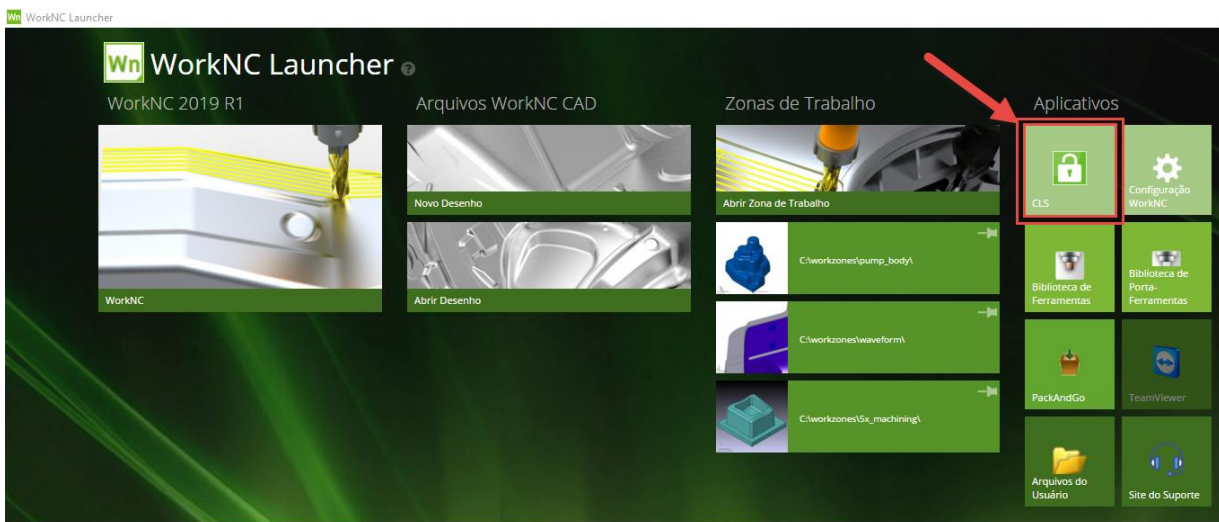 Wn WorkNC Launcher
Wn WorkNC Launcher ?
WorkNC 2019 R1
WorkNC
Arquivos WorkNC CAD
Novo Desenho
Abrir Desenho
Zonas de Trabalho
Abrir Zona de Trabalho
C:\workzones\pump_body\
C:\workzones\waveform\
C:\workzones\5x_machining\
Aplicativos
CLS
Configuração
WorkNC
Biblioteca de
Ferramentas
Biblioteca de
Porta-
Ferramentas
PackAndGo
TeamViewer
Arquivos do
Usuário
Site do Suporte